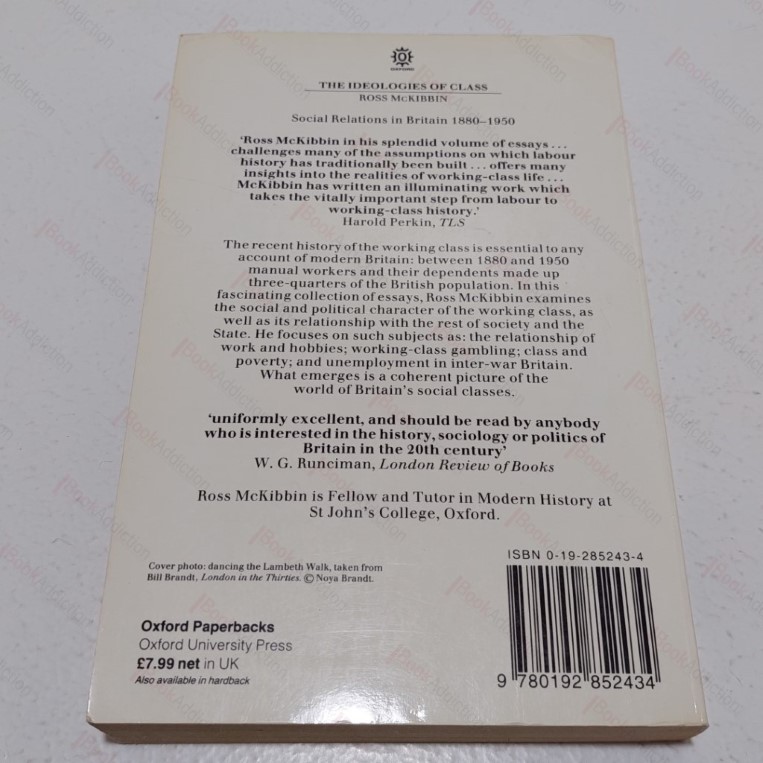 OXFORD
THE IDEOLOGIES OF CLASS
ROSS McKIBBIN
Social Relations in Britain 1880–1950
‘Ross McKibbin in his splendid volume of essays . . .
challenges many of the assumptions on which labour
history has traditionally been built . . . offers many
insights into the realities of working-class life . . .
McKibbin has written an illuminating work which
takes the vitally important step from labour to
working-class history.’
Harold Perkin, TLS
The recent history of the working class is essential to any
account of modern Britain: between 1880 and 1950
manual workers and their dependents made up
three-quarters of the British population. In this
fascinating collection of essays, Ross McKibbin examines
the social and political character of the working class, as
well as its relationship with the rest of society and the
State. He focuses on such subjects as: the relationship of
work and hobbies; working-class gambling; class and
poverty; and unemployment in inter-war Britain.
What emerges is a coherent picture of the
world of Britain’s social classes.
‘uniformly excellent, and should be read by anybody
who is interested in the history, sociology or politics of
Britain in the 20th century’
W. G. Runciman, London Review of Books
Ross McKibbin is Fellow and Tutor in Modern History at
St John’s College, Oxford.
Cover photo: dancing the Lambeth Walk, taken from
Bill Brandt, London in the Thirties. © Noya Brandt.
Oxford Paperbacks
Oxford University Press
£7.99 net in UK
Also available in hardback
ISBN 0-19-285243-4
9 780192 852434
BookAddiction